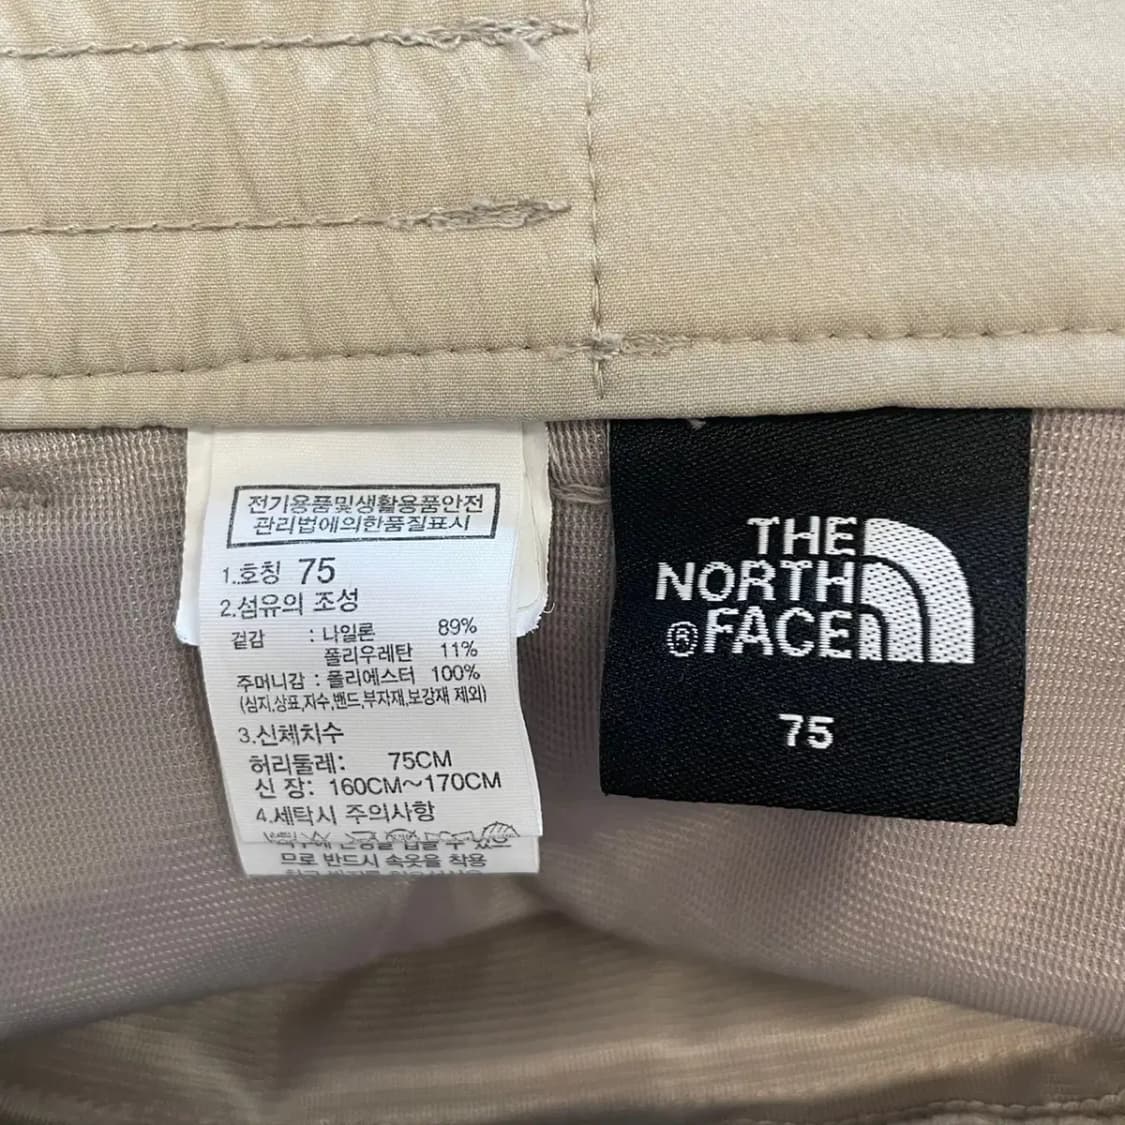 전기용품및생활용품안전
관리법에의한품질표시
1.호칭 75
2.섬유의 조성
겉감 : 나일론 89%
폴리우레탄 11%
주머니감 : 폴리에스터 100%
(심지,상표,자수,밴드,부자재,보강재 제외)
3.신체치수
허리둘레: 75CM
신 장: 160CM~170CM
4.세탁시 주의사항
므로 반드시 속옷을 착용
THE
NORTH
®FACE
75